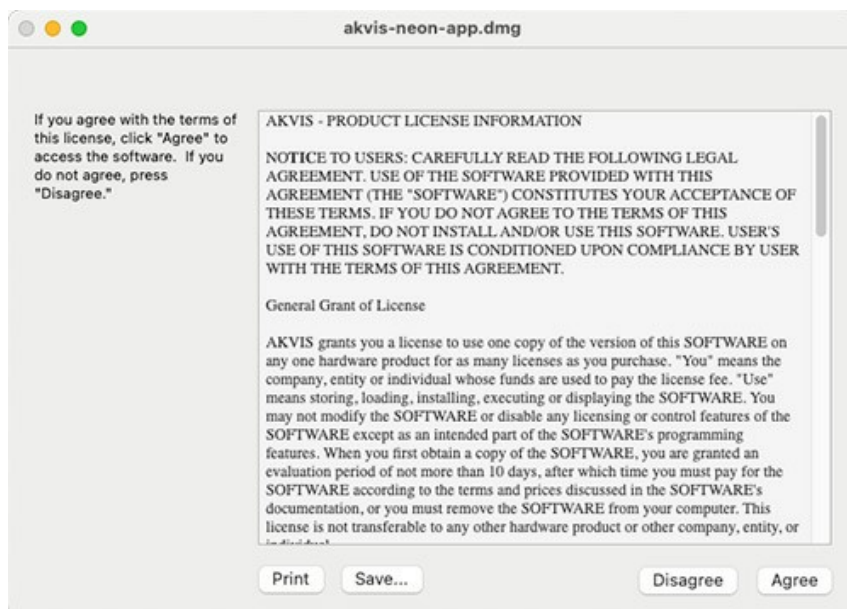 akvis-neon-app.dmg
If you agree with the terms of
this license, click "Agree" to
access the software. If you
do not agree, press
"Disagree."
AKVIS - PRODUCT LICENSE INFORMATION
NOTICE TO USERS: CAREFULLY READ THE FOLLOWING LEGAL
AGREEMENT. USE OF THE SOFTWARE PROVIDED WITH THIS
AGREEMENT (THE "SOFTWARE") CONSTITUTES YOUR ACCEPTANCE OF
THESE TERMS. IF YOU DO NOT AGREE TO THE TERMS OF THIS
AGREEMENT, DO NOT INSTALL AND/OR USE THIS SOFTWARE. USER'S
USE OF THIS SOFTWARE IS CONDITIONED UPON COMPLIANCE BY USER
WITH THE TERMS OF THIS AGREEMENT.
General Grant of License
AKVIS grants you a license to use one copy of the version of this SOFTWARE on
any one hardware product for as many licenses as you purchase. "You" means the
company, entity or individual whose funds are used to pay the license fee. "Use"
means storing, loading, installing, executing or displaying the SOFTWARE. You
may not modify the SOFTWARE or disable any licensing or control features of the
SOFTWARE except as an intended part of the SOFTWARE's programming
features. When you first obtain a copy of the SOFTWARE, you are granted an
evaluation period of not more than 10 days, after which time you must pay for the
SOFTWARE according to the terms and prices discussed in the SOFTWARE's
documentation, or you must remove the SOFTWARE from your computer. This
license is not transferable to any other hardware product or other company, entity, or
Print Save... Disagree Agree